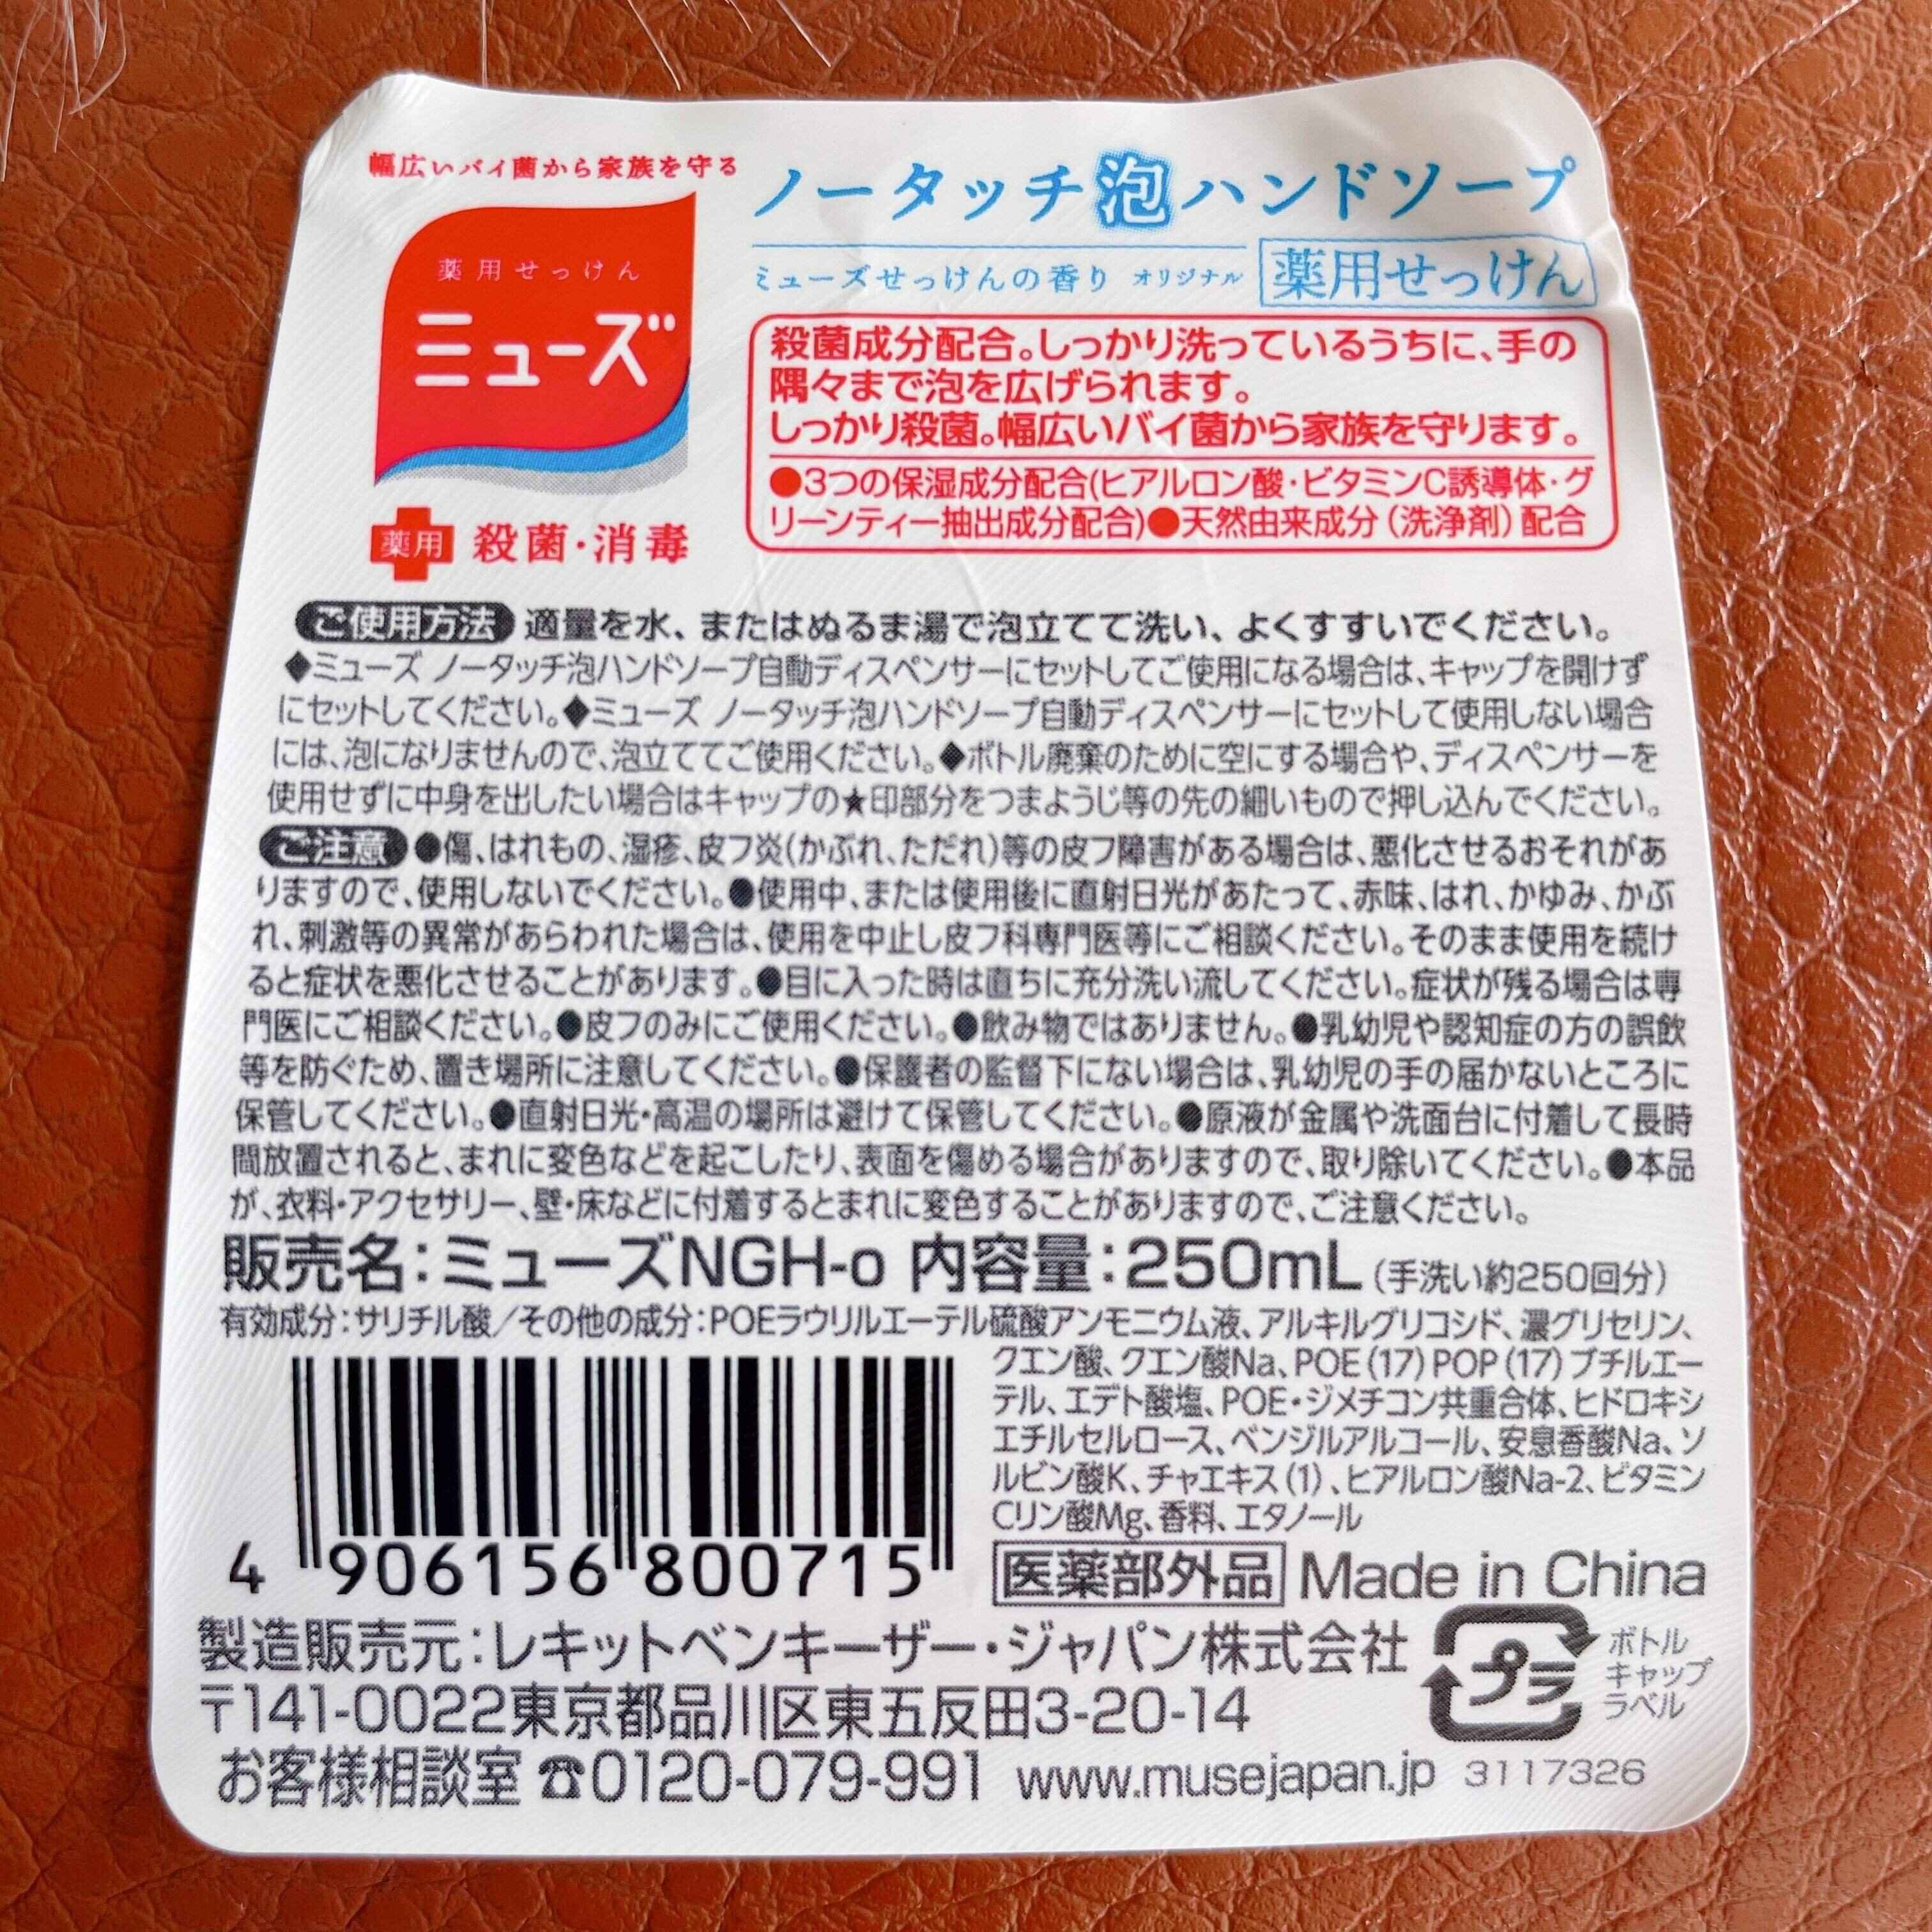 幅広いバイ菌から家族を守る
薬用せっけん
ミューズ
薬用 殺菌・消毒
ノータッチ泡ハンドソープ
ミューズせっけんの香り オリジナル 薬用せっけん
殺菌成分配合。しっかり洗っているうちに、手の
隅々まで泡を広げられます。
しっかり殺菌。幅広いバイ菌から家族を守ります。
●3つの保湿成分配合(ヒアルロン酸・ビタミンC誘導体・グ
リーンティー抽出成分配合)●天然由来成分(洗浄剤)配合
ご使用方法 適量を水、またはぬるま湯で泡立てて洗い、よくすすいでください。
◆ミューズ ノータッチ泡ハンドソープ自動ディスペンサーにセットしてご使用になる場合は、キャップを開けず
にセットしてください。◆ミューズ ノータッチ泡ハンドソープ自動ディスペンサーにセットして使用しない場合
には、泡になりませんので、泡立ててご使用ください。◆ボトル廃棄のために空にする場合や、ディスペンサーを
使用せずに中身を出したい場合はキャップの★印部分をつまようじ等の先の細いもので押し込んでください。
ご注意 ●傷、はれもの、湿疹、皮フ炎(かぶれ、ただれ)等の皮フ障害がある場合は、悪化させるおそれがあ
りますので、使用しないでください。●使用中、または使用後に直射日光があたって、赤味、はれ、かゆみ、かぶ
れ、刺激等の異常があらわれた場合は、使用を中止し皮フ科専門医等にご相談ください。そのまま使用を続け
ると症状を悪化させることがあります。●目に入った時は直ちに充分洗い流してください。症状が残る場合は専
門医にご相談ください。●皮フのみにご使用ください。●飲み物ではありません。●乳幼児や認知症の方の誤飲
等を防ぐため、置き場所に注意してください。●保護者の監督下にない場合は、乳幼児の手の届かないところに
保管してください。●直射日光・高温の場所は避けて保管してください。●原液が金属や洗面台に付着して長時
間放置されると、まれに変色などを起こしたり、表面を傷める場合がありますので、取り除いてください。●本品
が、衣料・アクセサリー、壁・床などに付着するとまれに変色することがありますので、ご注意ください。
販売名：ミューズNGH-o 内容量：250mL（手洗い約250回分）
有効成分：サリチル酸／その他の成分：POEラウリルエーテル硫酸アンモニウム液、アルキルグリコシド、濃グリセリン、
クエン酸、クエン酸Na、POE(17)POP(17)ブチルエー
テル、エデト酸塩、POE・ジメチコン共重合体、ヒドロキシ
エチルセルロース、ベンジルアルコール、安息香酸Na、ソ
ルビン酸K、チャエキス(1)、ヒアルロン酸Na-2、ビタミン
Cリン酸Mg、香料、エタノール
4 906156 800715
医薬部外品 Made in China
製造販売元：レキットベンキーザー・ジャパン株式会社
〒141-0022東京都品川区東五反田3-20-14
プラ
ボトル
キャップ
ラベル
お客様相談室 ☎0120-079-991 www.musejapan.jp 3117326